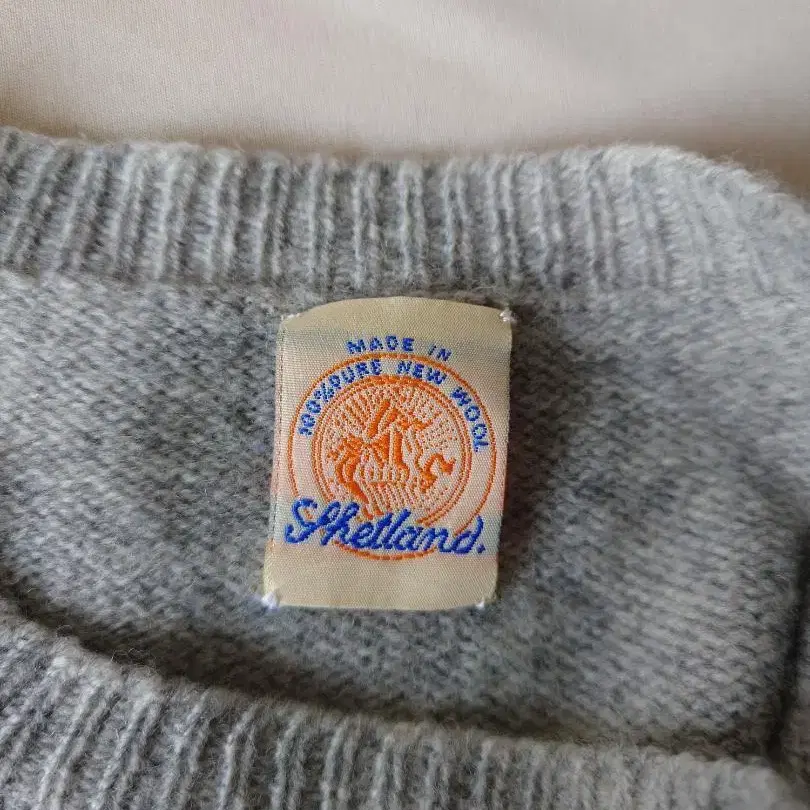 MADE IN
100% PURE NEW WOOL
Shetland.